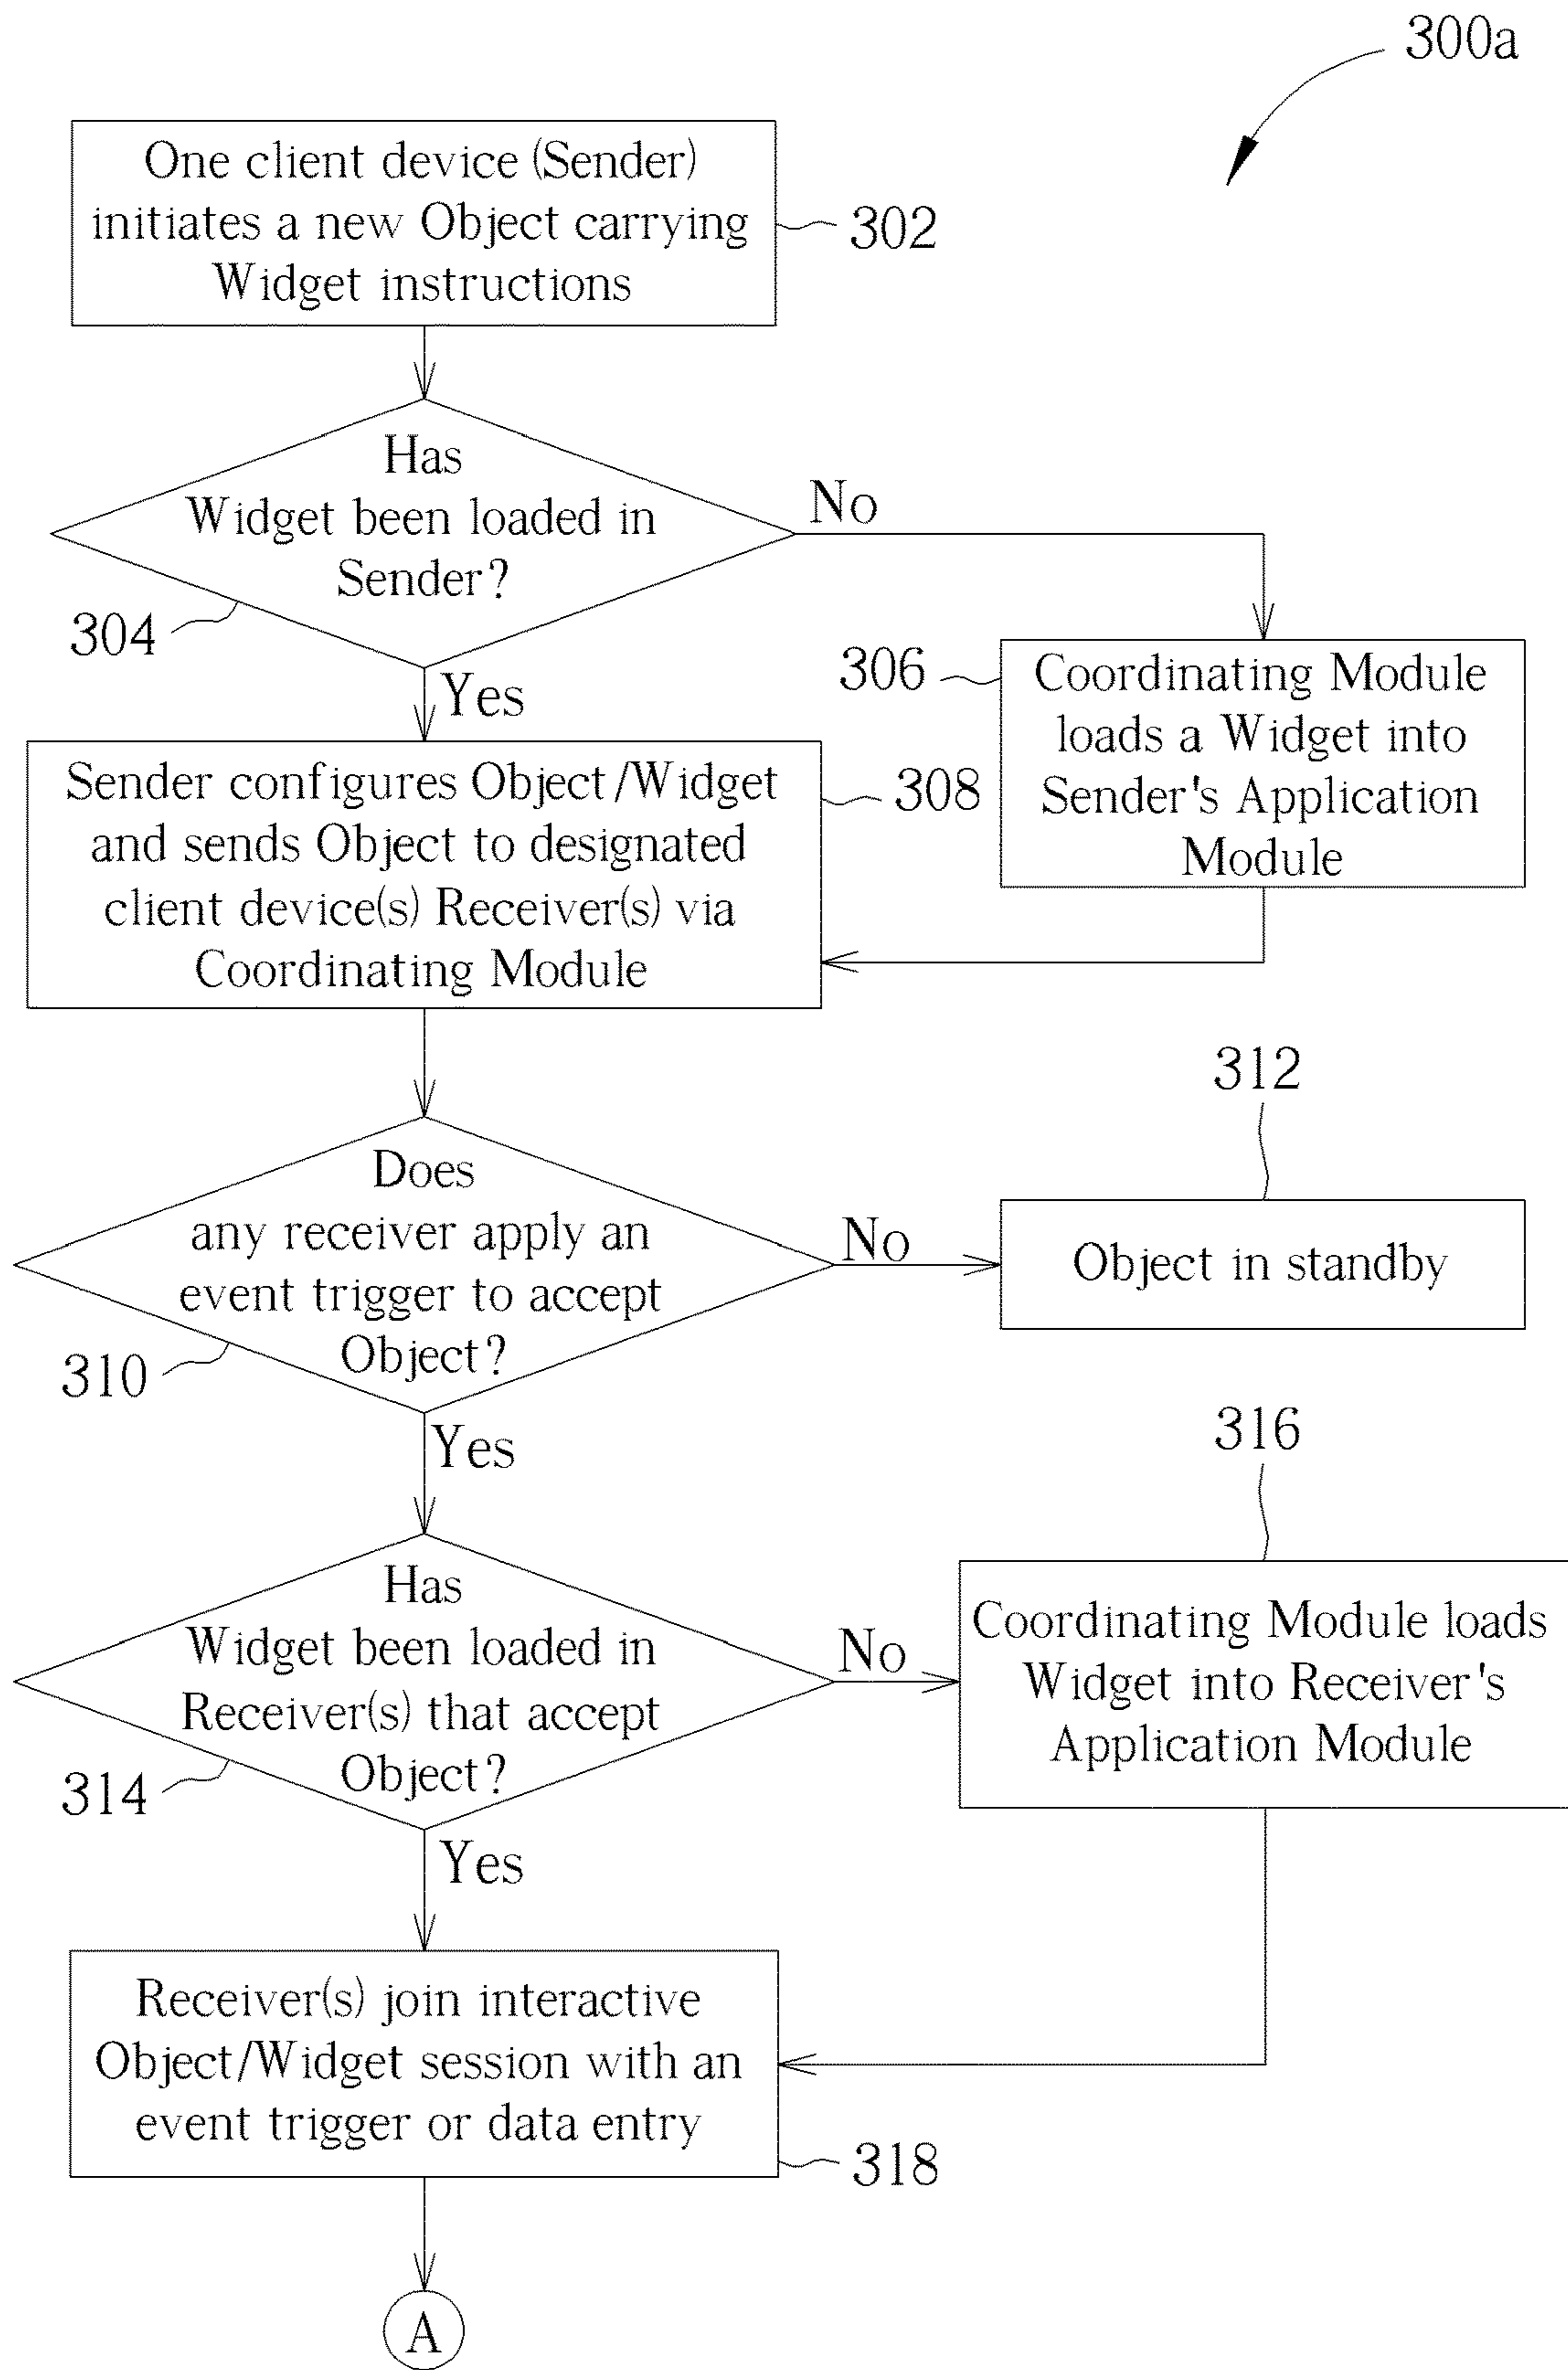 300a
One client device (Sender)
initiates a new Object carrying
Widget instructions
302
Has
Widget been loaded in
Sender?
No
304
Yes
306
Coordinating Module
loads a Widget into
Sender's Application
Module
Sender configures Object/Widget
and sends Object to designated
client device(s) Receiver(s) via
Coordinating Module
308
312
Does
any receiver apply an
event trigger to accept
Object?
No
Object in standby
310
Yes
316
Has
Widget been loaded in
Receiver(s) that accept
Object?
No
Coordinating Module loads
Widget into Receiver's
Application Module
314
Yes
Receiver(s) join interactive
Object/Widget session with an
event trigger or data entry
318
A